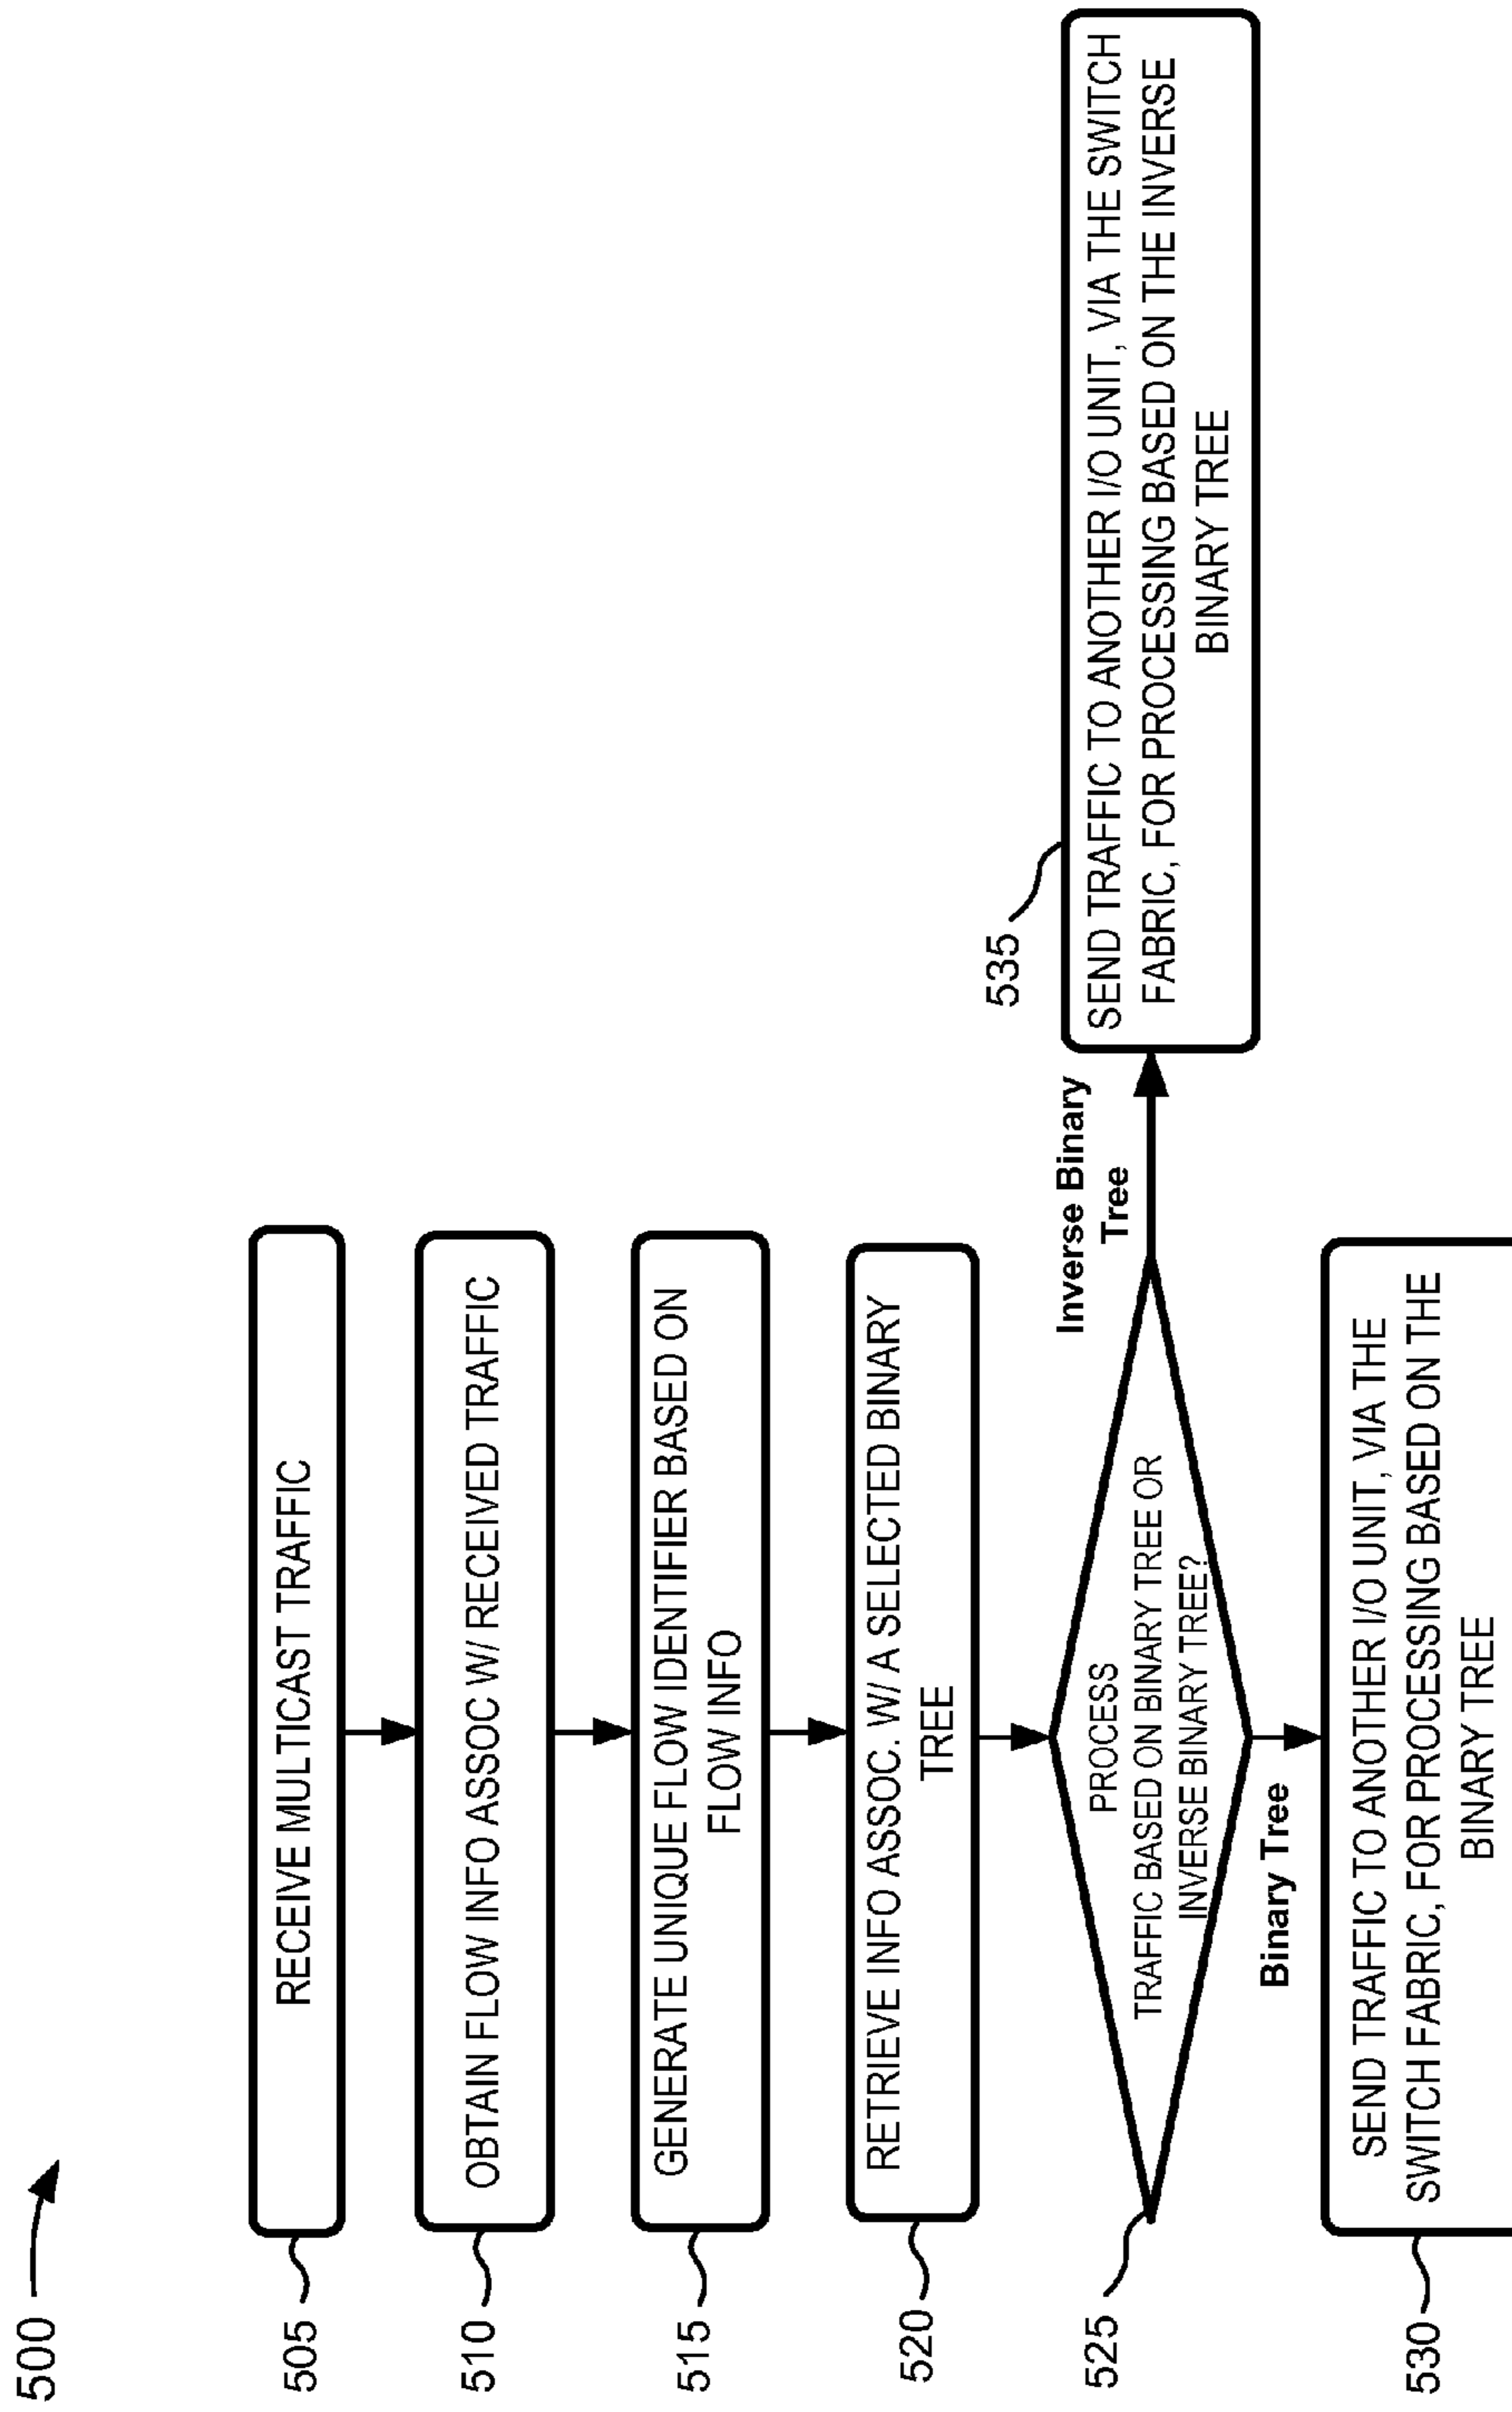 500
505
RECEIVE MULTICAST TRAFFIC
510
OBTAIN FLOW INFO ASSOC W/ RECEIVED TRAFFIC
515
GENERATE UNIQUE FLOW IDENTIFIER BASED ON
FLOW INFO
520
RETRIEVE INFO ASSOC. W/ A SELECTED BINARY
TREE
525
PROCESS
TRAFFIC BASED ON BINARY TREE OR
INVERSE BINARY TREE?
Inverse Binary
Tree
535
SEND TRAFFIC TO ANOTHER I/O UNIT, VIA THE SWITCH
FABRIC, FOR PROCESSING BASED ON THE INVERSE
BINARY TREE
Binary Tree
530
SEND TRAFFIC TO ANOTHER I/O UNIT, VIA THE
SWITCH FABRIC, FOR PROCESSING BASED ON THE
BINARY TREE